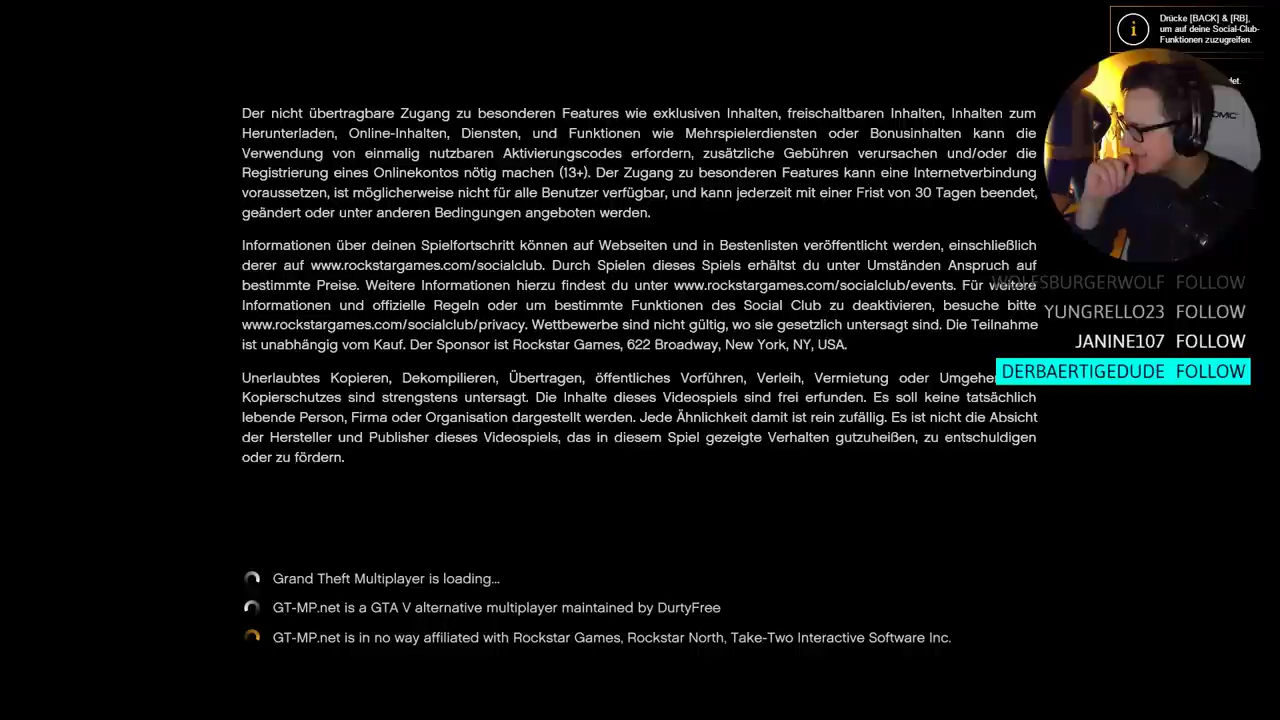 Drücke [BACK] & [RB],
um auf deine Social-Club-
Funktionen zuzugreifen.
Der nicht übertragbare Zugang zu besonderen Features wie exklusiven Inhalten, freischaltbaren Inhalten, Inhalten zum
Herunterladen, Online-Inhalten, Diensten, und Funktionen wie Mehrspielerdiensten oder Bonusinhalten kann die
Verwendung von einmalig nutzbaren Aktivierungscodes erfordern, zusätzliche Gebühren verursachen und/oder die
Registrierung eines Onlinekontos nötig machen (13+). Der Zugang zu besonderen Features kann eine Internetverbindung
voraussetzen, ist möglicherweise nicht für alle Benutzer verfügbar, und kann jederzeit mit einer Frist von 30 Tagen beendet,
geändert oder unter anderen Bedingungen angeboten werden.
Informationen über deinen Spielfortschritt können auf Webseiten und in Bestenlisten veröffentlicht werden, einschließlich
derer auf www.rockstargames.com/socialclub. Durch Spielen dieses Spiels erhältst du unter Umständen Anspruch auf
bestimmte Preise. Weitere Informationen hierzu findest du unter www.rockstargames.com/socialclub/events. Für weitere
Informationen und offizielle Regeln oder um bestimmte Funktionen des Social Club zu deaktivieren, besuche bitte
www.rockstargames.com/socialclub/privacy. Wettbewerbe sind nicht gültig, wo sie gesetzlich untersagt sind. Die Teilnahme
ist unabhängig vom Kauf. Der Sponsor ist Rockstar Games, 622 Broadway, New York, NY, USA.
Unerlaubtes Kopieren, Dekompilieren, Übertragen, öffentliches Vorführen, Verleih, Vermietung oder Umgehe
Kopierschutzes sind strengstens untersagt. Die Inhalte dieses Videospiels sind frei erfunden. Es soll keine tatsächlich
lebende Person, Firma oder Organisation dargestellt werden. Jede Ähnlichkeit damit ist rein zufällig. Es ist nicht die Absicht
der Hersteller und Publisher dieses Videospiels, das in diesem Spiel gezeigte Verhalten gutzuheißen, zu entschuldigen
oder zu fördern.
WOLFSBURGERWOLF FOLLOW
YUNGRELLO23 FOLLOW
JANINE107 FOLLOW
DERBAERTIGEDUDE FOLLOW
Grand Theft Multiplayer is loading...
GT-MP.net is a GTA V alternative multiplayer maintained by DurtyFree
GT-MP.net is in no way affiliated with Rockstar Games, Rockstar North, Take-Two Interactive Software Inc.